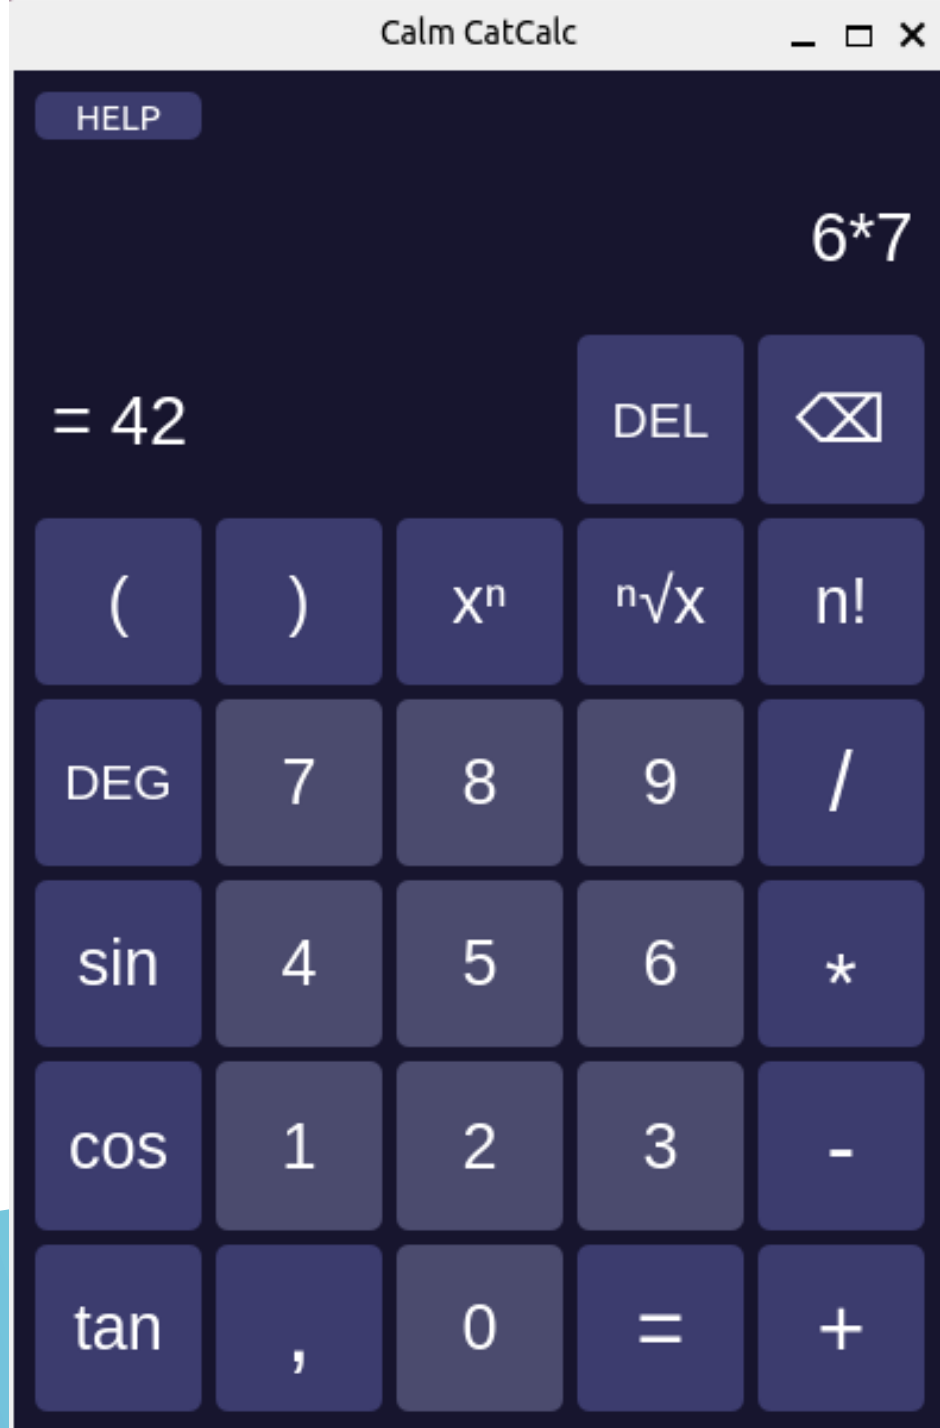 Calm CatCalc
HELP
6*7
= 42 DEL ⌫
( ) xⁿ ⁿ√x n!
DEG 7 8 9 /
sin 4 5 6 *
cos 1 2 3 -
tan , 0 = +